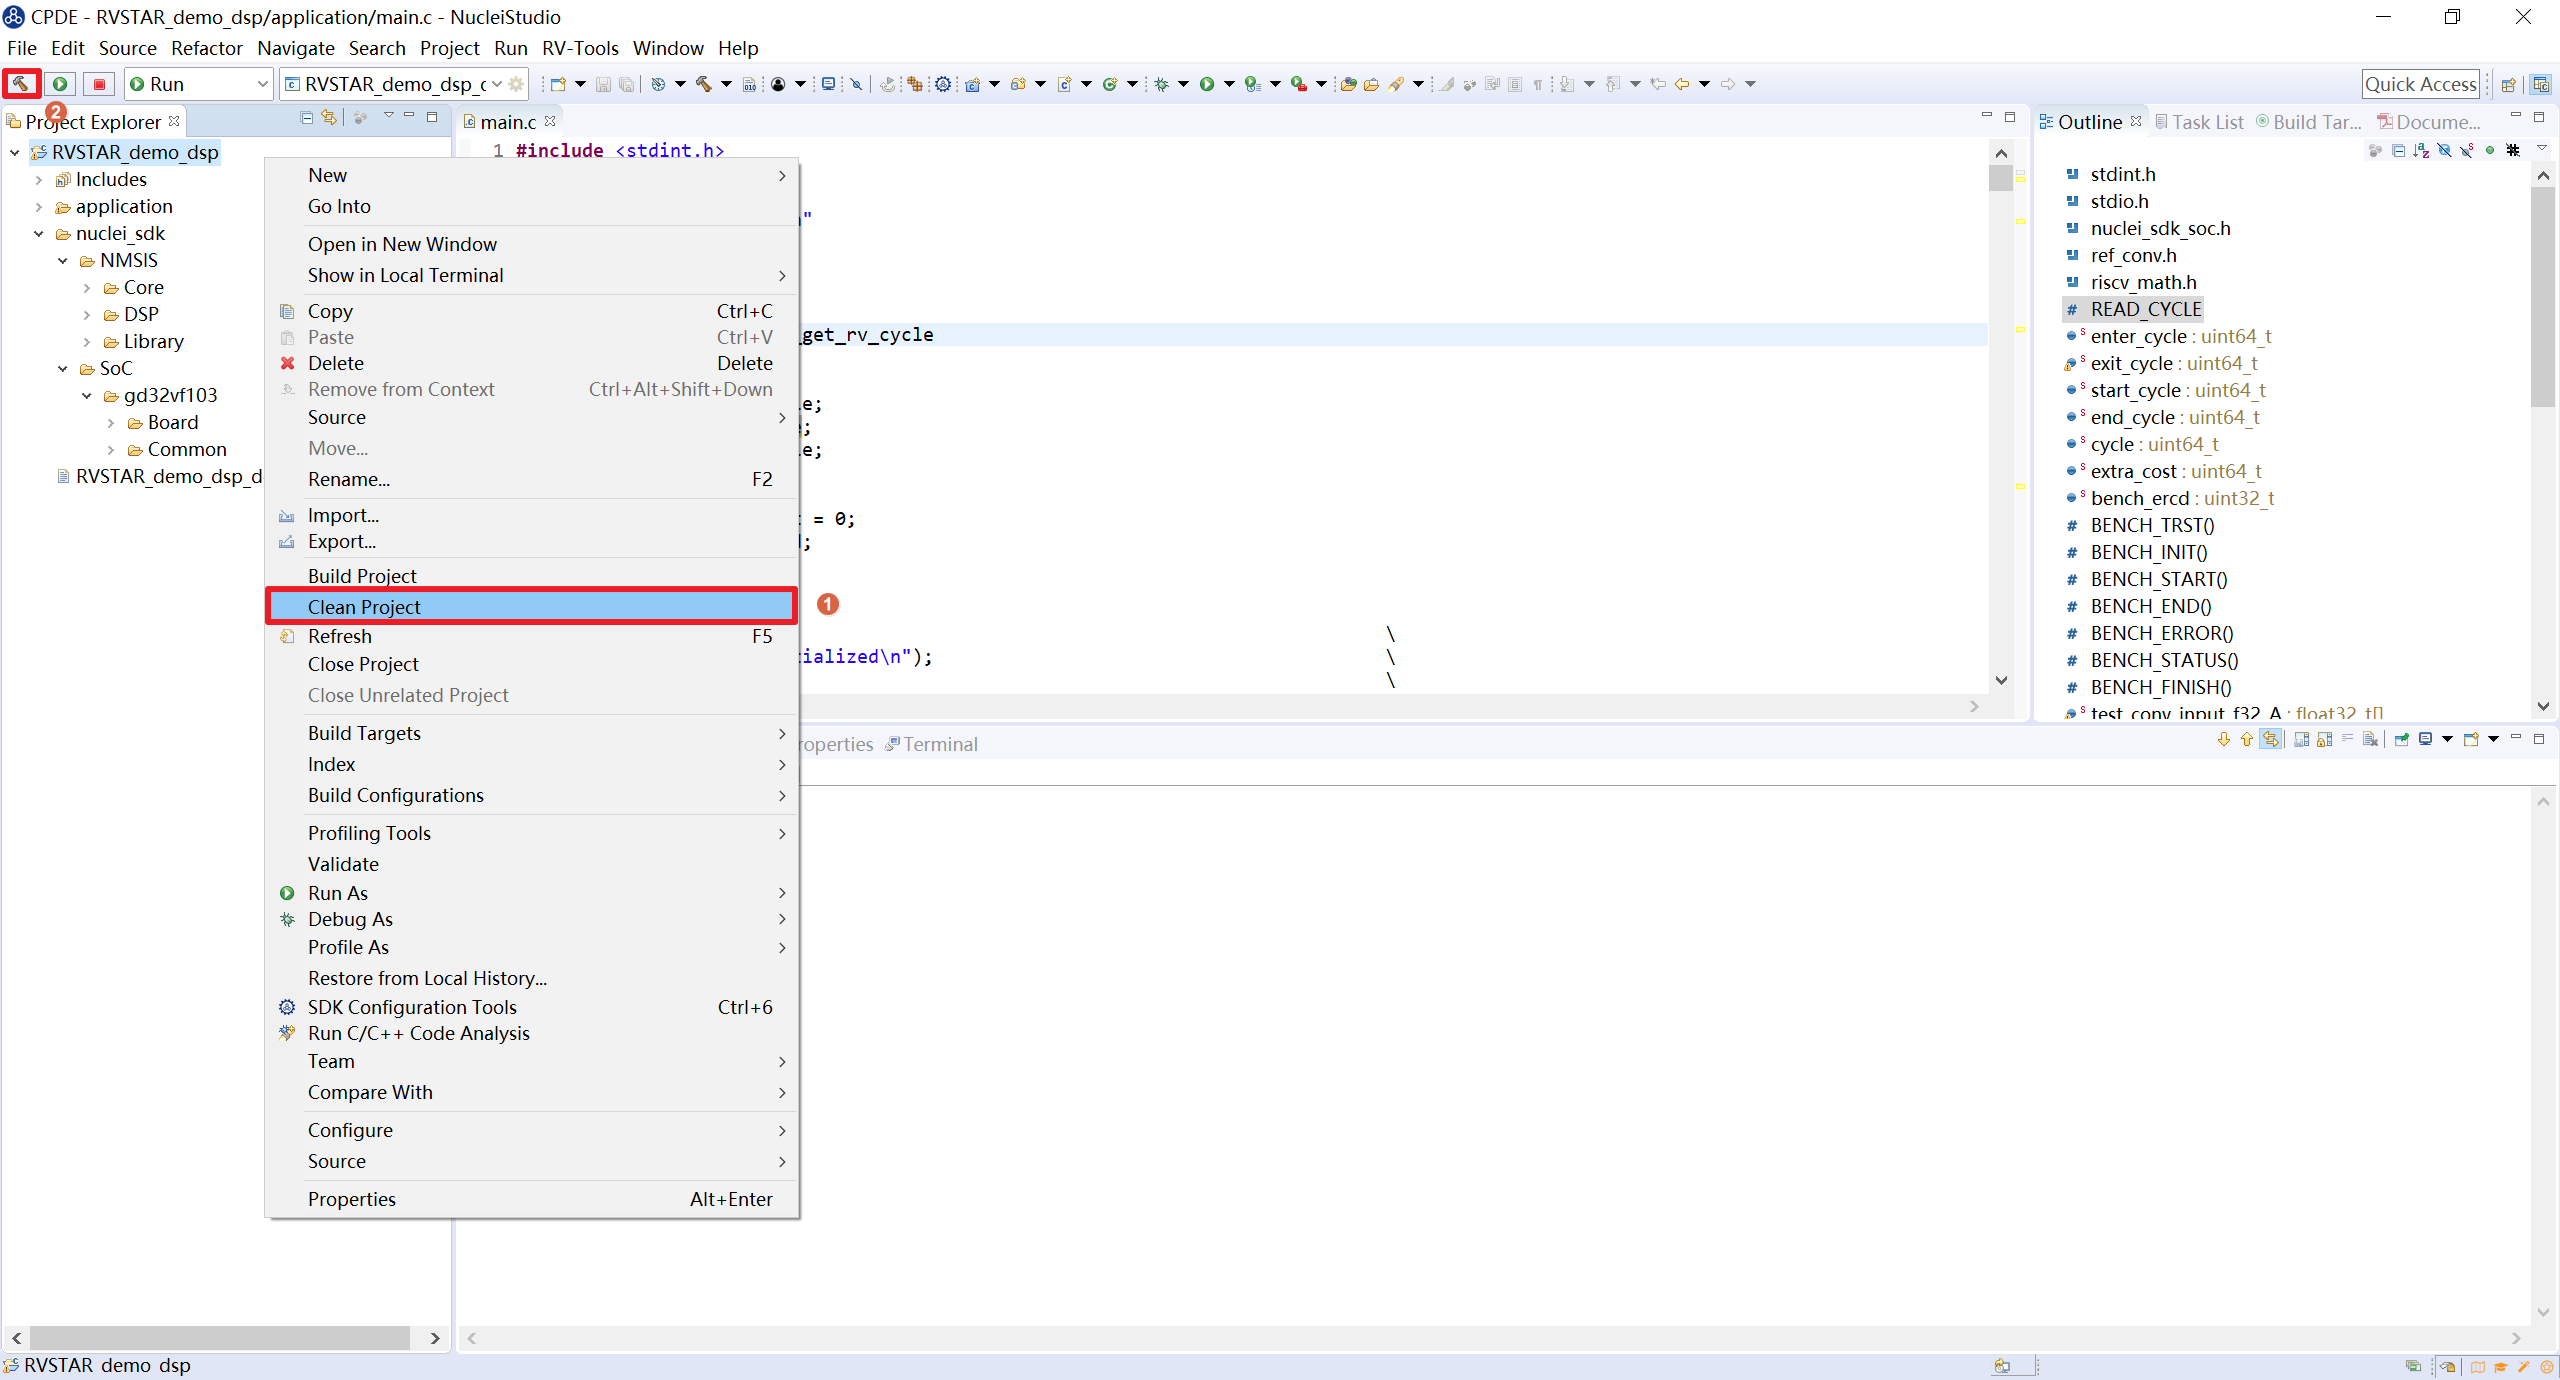 CPDE - RVSTAR_demo_dsp/application/main.c - NucleiStudio
File Edit Source Refactor Navigate Search Project Run RV-Tools Window Help
Run
RVSTAR_demo_dsp_c
Quick Access
2
Project Explorer
RVSTAR_demo_dsp
Includes
application
nuclei_sdk
NMSIS
Core
DSP
Library
SoC
gd32vf103
Board
Common
RVSTAR_demo_dsp_d
New
Go Into
Open in New Window
Show in Local Terminal
Copy Ctrl+C
Paste Ctrl+V
Delete Delete
Remove from Context Ctrl+Alt+Shift+Down
Source
Move...
Rename... F2
Import...
Export...
Build Project
Clean Project
1
Refresh F5
Close Project
Close Unrelated Project
Build Targets
Index
Build Configurations
Profiling Tools
Validate
Run As
Debug As
Profile As
Restore from Local History...
SDK Configuration Tools Ctrl+6
Run C/C++ Code Analysis
Team
Compare With
Configure
Source
Properties Alt+Enter
main.c
1 #include <stdint.h>
"
_get_rv_cycle
le;
e;
le;
t = 0;
d;
\
tialized\n"); \
\
roperties Terminal
Outline Task List Build Tar... Docume...
stdint.h
stdio.h
nuclei_sdk_soc.h
ref_conv.h
riscv_math.h
# READ_CYCLE
S enter_cycle : uint64_t
S exit_cycle : uint64_t
S start_cycle : uint64_t
S end_cycle : uint64_t
S cycle : uint64_t
S extra_cost : uint64_t
S bench_ercd : uint32_t
# BENCH_TRST()
# BENCH_INIT()
# BENCH_START()
# BENCH_END()
# BENCH_ERROR()
# BENCH_STATUS()
# BENCH_FINISH()
S test_conv_input_f32_A : float32_t[]
RVSTAR_demo_dsp